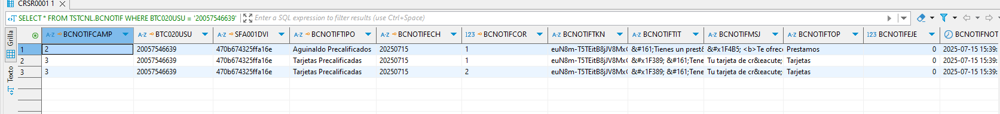 CRSR0001 1
SELECT * FROM TSTCNL.BCNOTIF WHERE BTC020USU = '20057546639' Enter a SQL expression to filter results (use Ctrl+Space)
Grilla
Texto
A-Z BCNOTIFCAMP A-Z BTC020USU A-Z SFA001DVI A-Z BCNOTIFTIPO A-Z BCNOTIFECH 123 BCNOTIFCOR A-Z BCNOTIFTKN A-Z BCNOTIFTIT A-Z BCNOTIFMSJ A-Z BCNOTIFTOP 123 BCNOTIFEJE BCNOTIFNOT
1 2 20057546639 470b674325ffa16e Aguinaldo Precalificados 20250715 1 euN8m-T5TEitB8jJV8MxC &#161;Tienes un prest& &#x1F4B5; <b>Te ofrec Prestamos 0 2025-07-15 15:39:
2 3 20057546639 470b674325ffa16e Tarjetas Precalificadas 20250715 1 euN8m-T5TEitB8jJV8MxC &#x1F389; &#161;Tene Tu tarjeta de cr&eacute; Tarjetas 0 2025-07-15 15:39:
3 3 20057546639 470b674325ffa16e Tarjetas Precalificadas 20250715 2 euN8m-T5TEitB8jJV8MxC &#x1F389; &#161;Tene Tu tarjeta de cr&eacute; Tarjetas 0 2025-07-15 15:39: